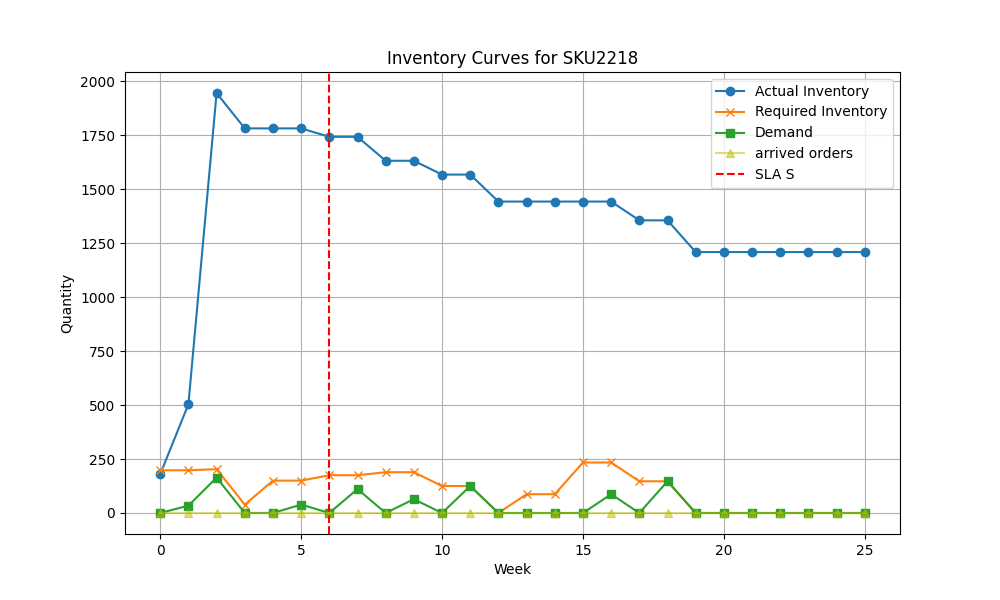 Inventory Curves for SKU2218
Actual Inventory
Required Inventory
Demand
arrived orders
SLA S
2000
1750
1500
1250
1000
750
500
250
0
Quantity
0 5 10 15 20 25
Week